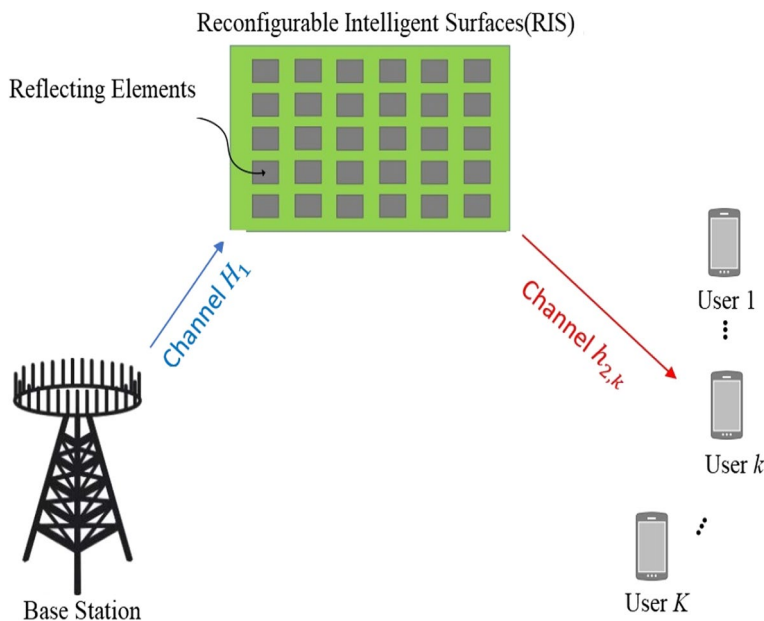 Reconfigurable Intelligent Surfaces(RIS)
Reflecting Elements
Channel H₁
Channel h₂,ₖ
User 1
User k
User K
Base Station